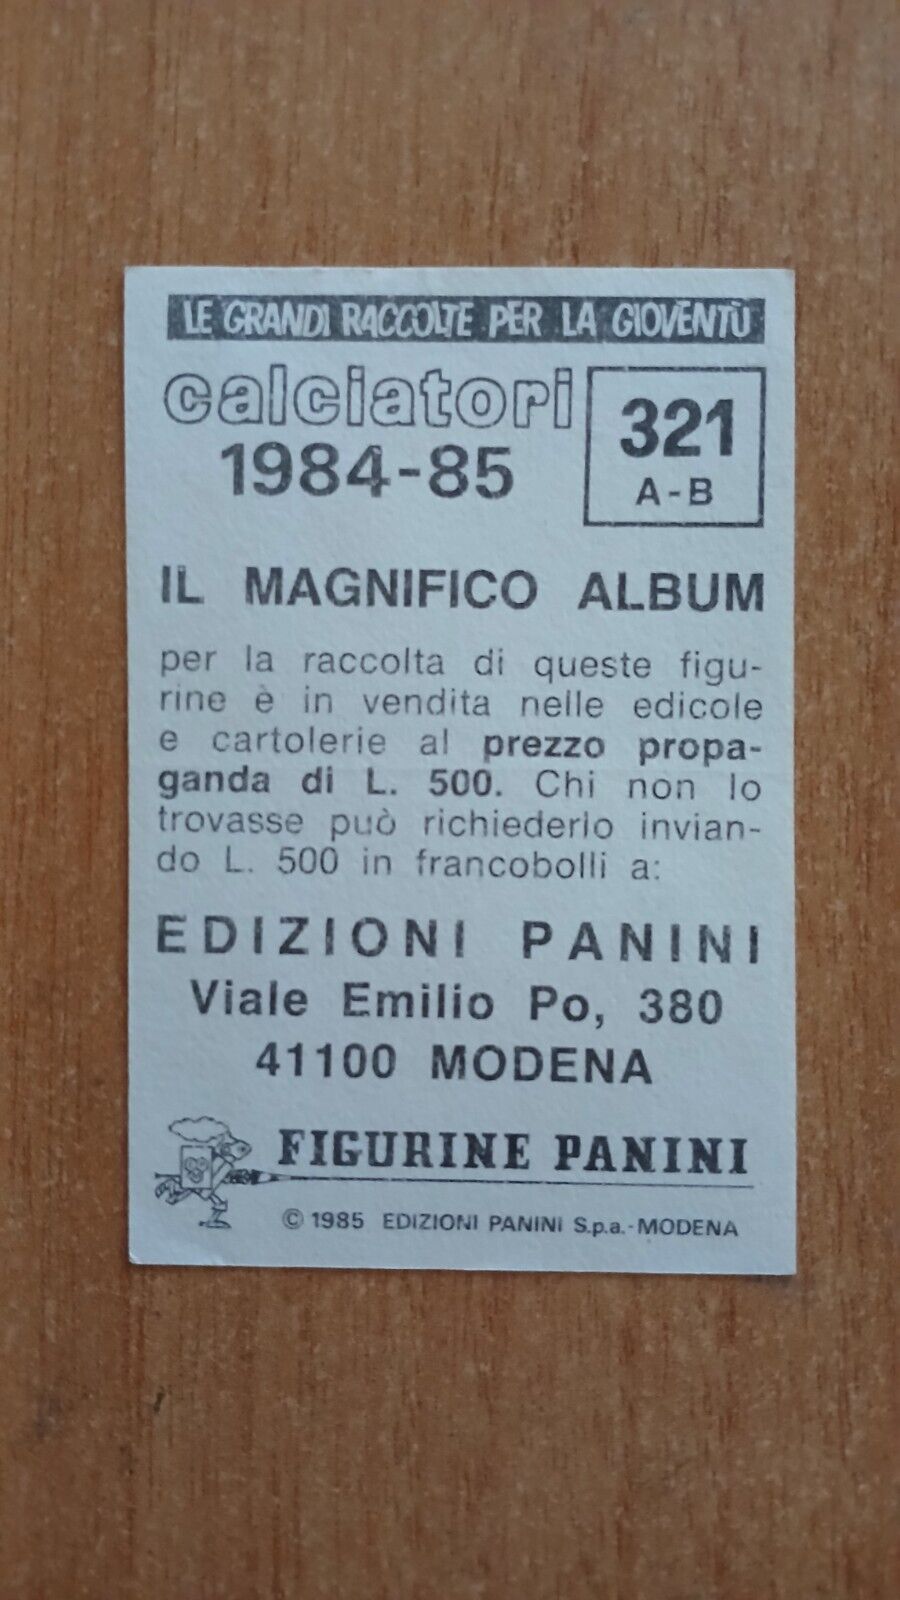 LE GRANDI RACCOLTE PER LA GIOVENTÙ
calciatori
1984-85
321
A-B
IL MAGNIFICO ALBUM
per la raccolta di queste figu-
rine è in vendita nelle edicole
e cartolerie al prezzo propa-
ganda di L. 500. Chi non lo
trovasse può richiederlo invian-
do L. 500 in francobolli a:
EDIZIONI PANINI
Viale Emilio Po, 380
41100 MODENA
FIGURINE PANINI
© 1985 EDIZIONI PANINI S.p.a.-MODENA